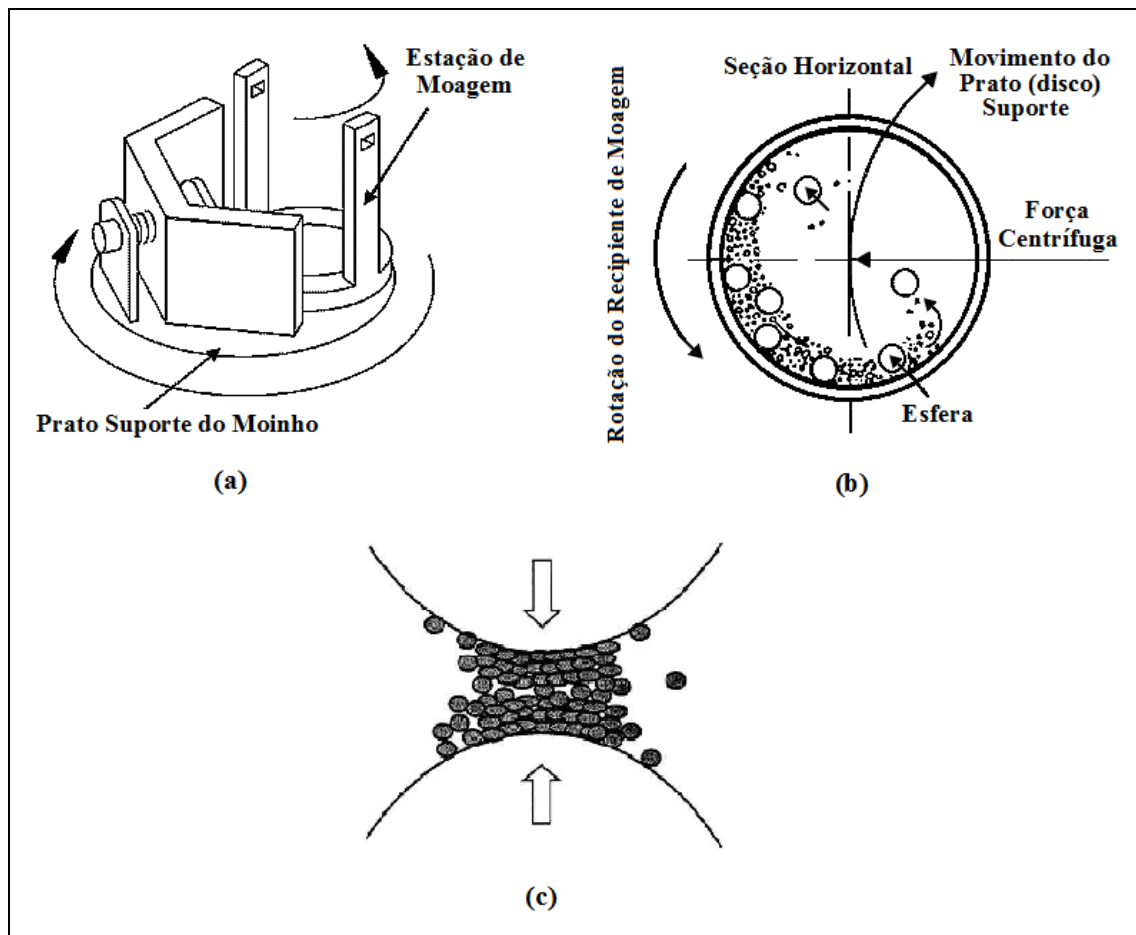 Estação de
Moagem
Prato Suporte do Moinho
(a)
Seção Horizontal
Movimento do
Prato (disco)
Suporte
Rotação do Recipiente de Moagem
Força
Centrífuga
Esfera
(b)
(c)